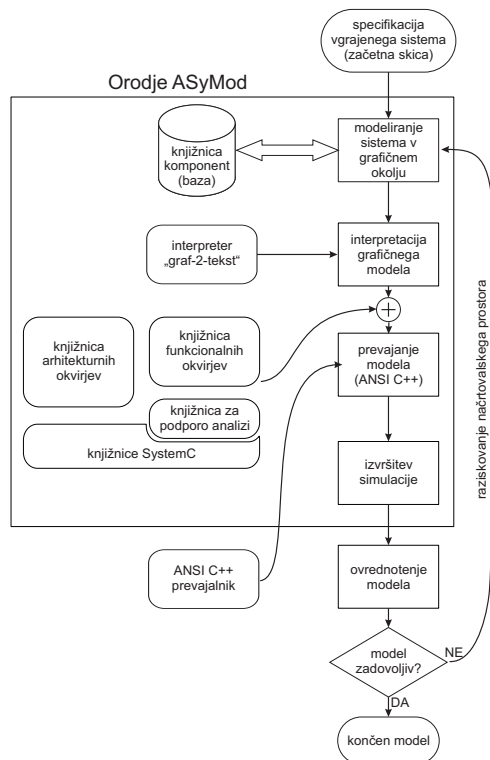 specifikacija
vgrajenega sistema
(začetna skica)
Orodje ASyMod
knjižnica
komponent
(baza)
modeliranje
sistema v
grafičnem
okolju
interpreter
„graf-2-tekst“
interpretacija
grafičnega
modela
knjižnica
arhitekturnih
okvirjev
knjižnica
funkcionalnih
okvirjev
prevajanje
modela
(ANSI C++)
knjižnica za
podporo analizi
knjižnice SystemC
izvršitev
simulacije
raziskovanje načrtovalskega prostora
ANSI C++
prevajalnik
ovrednotenje
modela
model
zadovoljiv?
NE
DA
končen model